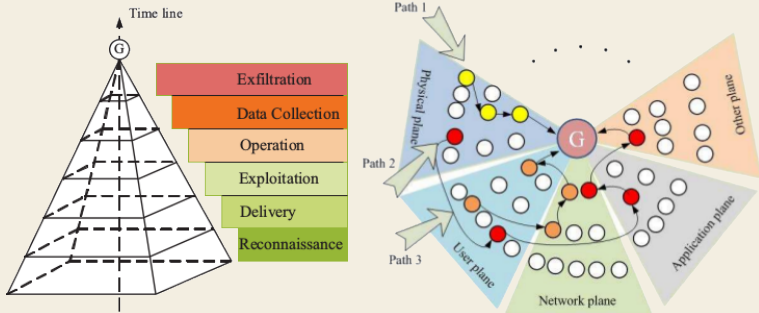 Time line
G
Exfiltration
Data Collection
Operation
Exploitation
Delivery
Reconnaissance
Path 1
Physical plane
Other plane
G
Path 2
Path 3
User plane
Application plane
Network plane